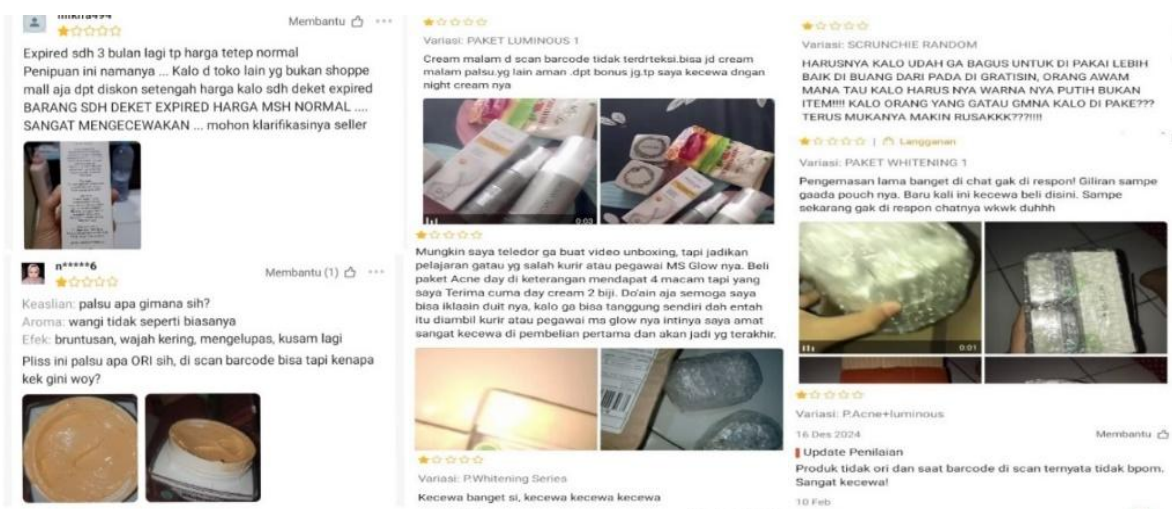 Membantu
Expired sdh 3 bulan lagi tp harga tetep normal
Penipuan ini namanya ... Kalo d toko lain yg bukan shoppe
mall aja dpt diskon setengah harga kalo sdh deket expired
BARANG SDH DEKET EXPIRED HARGA MSH NORMAL ....
SANGAT MENGECEWAKAN ... mohon klarifikasinya seller
n*****6
Membantu (1)
Keaslian: palsu apa gimana sih?
Aroma: wangi tidak seperti biasanya
Efek: bruntusan, wajah kering, mengelupas, kusam lagi
Pliss ini palsu apa ORI sih, di scan barcode bisa tapi kenapa
kek gini woy?
Variasi: PAKET LUMINOUS 1
Cream malam d scan barcode tidak terdrteksi.bisa jd cream
malam palsu.yg lain aman .dpt bonus jg.tp saya kecewa dngan
night cream nya
0:03
Mungkin saya teledor ga buat video unboxing, tapi jadikan
pelajaran gatau yg salah kurir atau pegawai MS Glow nya. Beli
paket Acne day di keterangan mendapat 4 macam tapi yang
saya Terima cuma day cream 2 biji. Do'ain aja semoga saya
bisa iklasin duit nya, kalo ga bisa tanggung sendiri dah entah
itu diambil kurir atau pegawai ms glow nya intinya saya amat
sangat kecewa di pembelian pertama dan akan jadi yg terakhir.
Variasi: P.Whitening Series
Kecewa banget si, kecewa kecewa kecewa
Variasi: SCRUNCHIE RANDOM
HARUSNYA KALO UDAH GA BAGUS UNTUK DI PAKAI LEBIH
BAIK DI BUANG DARI PADA DI GRATISIN, ORANG AWAM
MANA TAU KALO HARUS NYA WARNA NYA PUTIH BUKAN
ITEM!!!! KALO ORANG YANG GATAU GMNA KALO DI PAKE???
TERUS MUKANYA MAKIN RUSAKKK???!!!!
Langganan
Variasi: PAKET WHITENING 1
Pengemasan lama banget di chat gak di respon! Giliran sampe
gaada pouch nya. Baru kali ini kecewa beli disini. Sampe
sekarang gak di respon chatnya wkwk duhhh
0:01
Variasi: P.Acne+luminous
16 Des 2024
Membantu
Update Penilaian
Produk tidak ori dan saat barcode di scan ternyata tidak bpom.
Sangat kecewa!
10 Feb